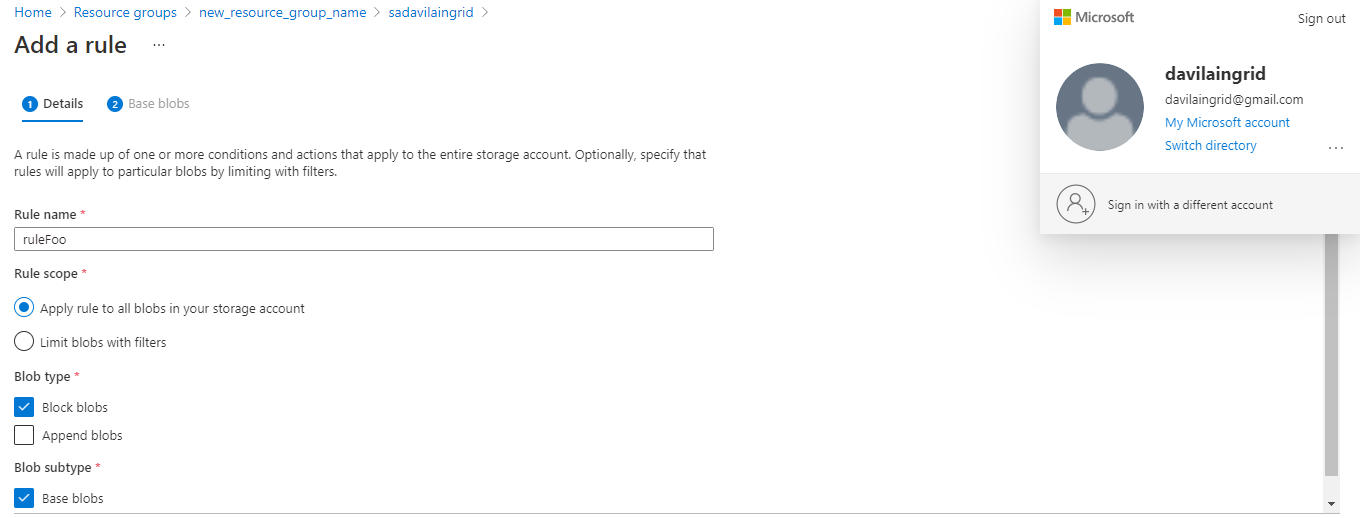 Home > Resource groups > new_resource_group_name > sadavilaingrid >
Add a rule ...
1 Details 2 Base blobs
A rule is made up of one or more conditions and actions that apply to the entire storage account. Optionally, specify that
rules will apply to particular blobs by limiting with filters.
Rule name *
ruleFoo
Rule scope *
Apply rule to all blobs in your storage account
Limit blobs with filters
Blob type *
Block blobs
Append blobs
Blob subtype *
Base blobs
Microsoft Sign out
davilaingrid
davilaingrid@gmail.com
My Microsoft account
Switch directory ...
Sign in with a different account